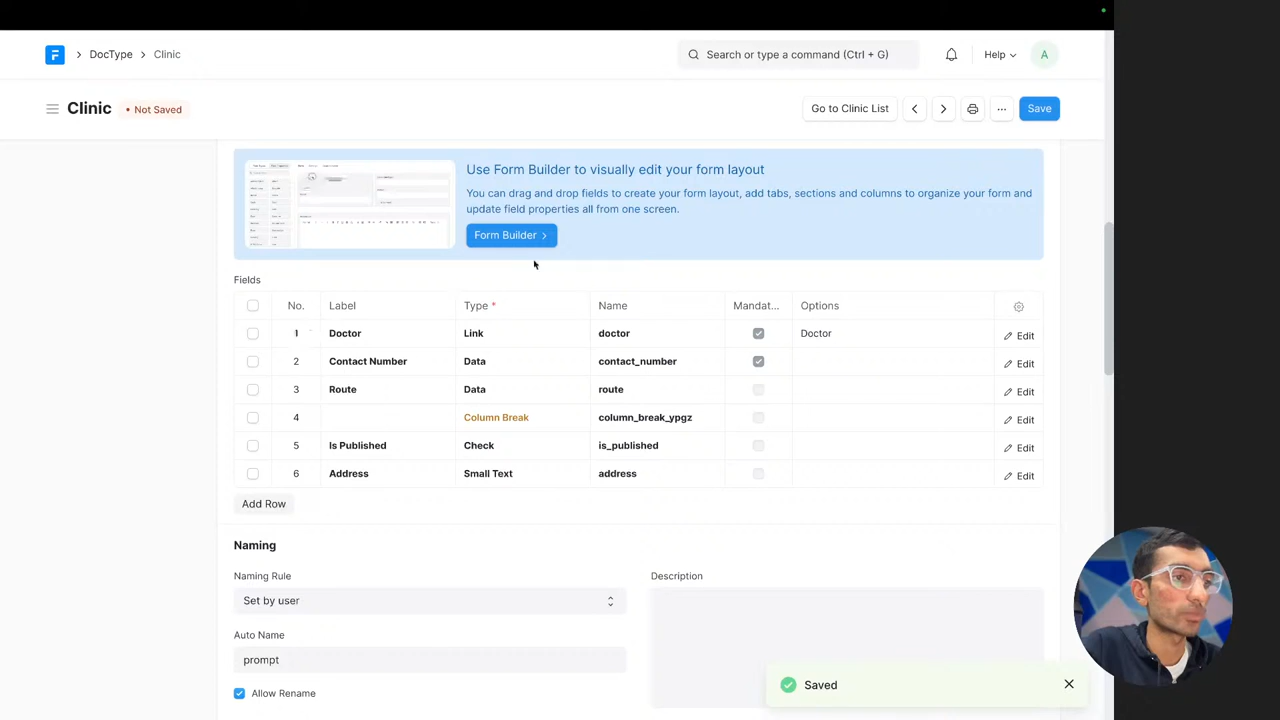 DocType
Clinic
Search or type a command (Ctrl + G)
Help
A
Clinic
• Not Saved
Go to Clinic List
...
Save
Use Form Builder to visually edit your form layout
You can drag and drop fields to create your form layout, add tabs, sections and columns to organize your form and
update field properties all from one screen.
Form Builder
Fields
No. Label Type * Name Mandat... Options
1 Doctor Link doctor Doctor Edit
2 Contact Number Data contact_number Edit
3 Route Data route Edit
4 Column Break column_break_ypgz Edit
5 Is Published Check is_published Edit
6 Address Small Text address Edit
Add Row
Naming
Naming Rule
Set by user
Description
Auto Name
prompt
Allow Rename
Saved